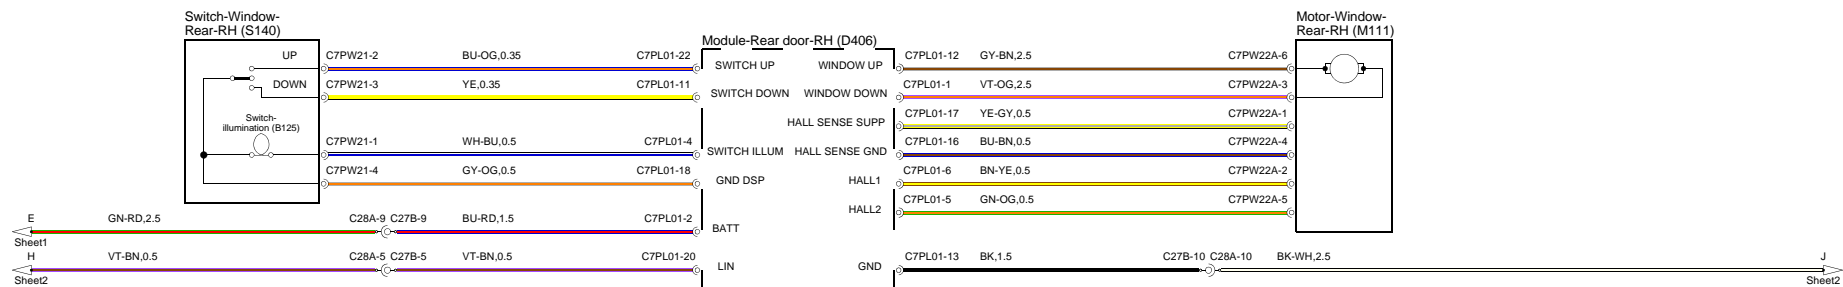 Switch-Window-
Rear-RH (S140)
Motor-Window-
Rear-RH (M111)
Module-Rear door-RH (D406)
UP C7PW21-2 BU-OG,0.35 C7PL01-22 SWITCH UP WINDOW UP C7PL01-12 GY-BN,2.5 C7PW22A-6
DOWN C7PW21-3 YE,0.35 C7PL01-11 SWITCH DOWN WINDOW DOWN C7PL01-1 VT-OG,2.5 C7PW22A-3
Switch-
illumination (B125)
HALL SENSE SUPP C7PL01-17 YE-GY,0.5 C7PW22A-1
C7PW21-1 WH-BU,0.5 C7PL01-4 SWITCH ILLUM HALL SENSE GND C7PL01-16 BU-BN,0.5 C7PW22A-4
C7PW21-4 GY-OG,0.5 C7PL01-18 GND DSP HALL1 C7PL01-6 BN-YE,0.5 C7PW22A-2
HALL2 C7PL01-5 GN-OG,0.5 C7PW22A-5
E GN-RD,2.5 C28A-9 C27B-9 BU-RD,1.5 C7PL01-2 BATT
Sheet1
H VT-BN,0.5 C28A-5 C27B-5 VT-BN,0.5 C7PL01-20 LIN GND C7PL01-13 BK,1.5 C27B-10 C28A-10 BK-WH,2.5 J
Sheet2 Sheet2